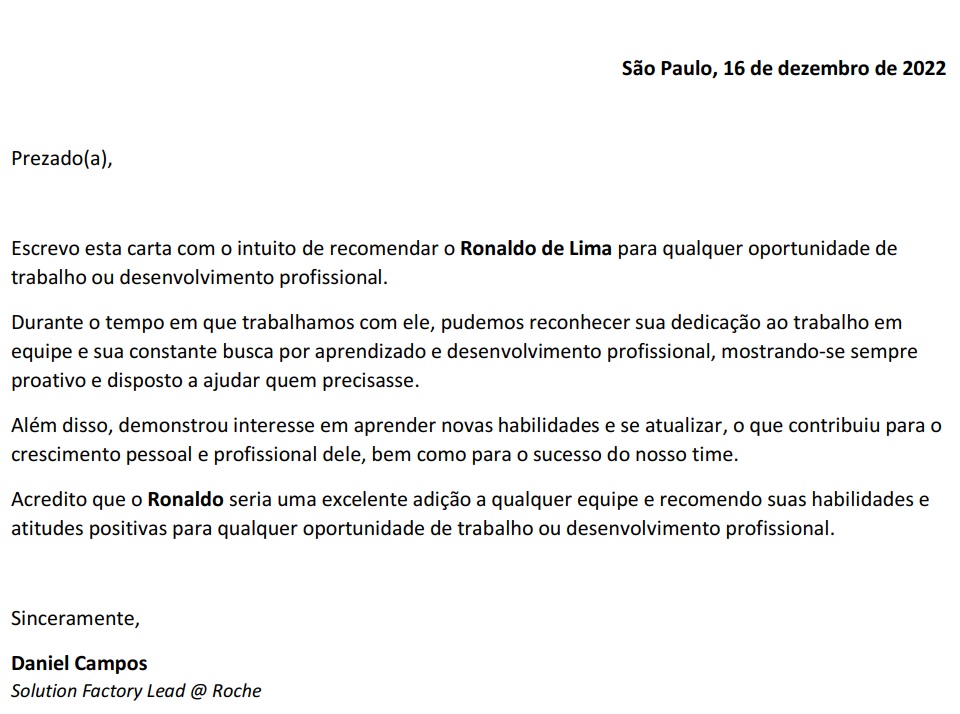 São Paulo, 16 de dezembro de 2022
Prezado(a),
Escrevo esta carta com o intuito de recomendar o Ronaldo de Lima para qualquer oportunidade de
trabalho ou desenvolvimento profissional.
Durante o tempo em que trabalhamos com ele, pudemos reconhecer sua dedicação ao trabalho em
equipe e sua constante busca por aprendizado e desenvolvimento profissional, mostrando-se sempre
proativo e disposto a ajudar quem precisasse.
Além disso, demonstrou interesse em aprender novas habilidades e se atualizar, o que contribuiu para o
crescimento pessoal e profissional dele, bem como para o sucesso do nosso time.
Acredito que o Ronaldo seria uma excelente adição a qualquer equipe e recomendo suas habilidades e
atitudes positivas para qualquer oportunidade de trabalho ou desenvolvimento profissional.
Sinceramente,
Daniel Campos
Solution Factory Lead @ Roche